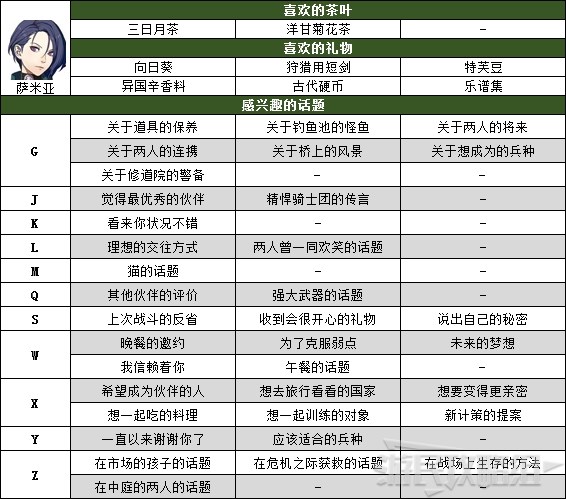 喜欢的茶叶
三日月茶 洋甘菊花茶 –
喜欢的礼物
向日葵 狩猎用短剑 特芙豆
萨米亚 异国辛香料 古代硬币 乐谱集
感兴趣的话题
G 关于道具的保养 关于钓鱼池的怪鱼 关于两人的将来
关于两人的连携 关于桥上的风景 关于想成为的兵种
关于修道院的警备 – –
J 觉得最优秀的伙伴 精悍骑士团的传言 –
K 看来你状况不错 – –
L 理想的交往方式 两人曾一同欢笑的话题 –
M 猫的话题 – –
Q 其他伙伴的评价 强大武器的话题 –
S 上次战斗的反省 收到会很开心的礼物 说出自己的秘密
W 晚餐的邀约 为了克服弱点 未来的梦想
我信赖着你 午餐的话题 –
X 希望成为伙伴的人 想去旅行看看的国家 想要变得更亲密
想一起吃的料理 想一起训练的对象 新计策的提案
Y 一直以来谢谢你了 应该适合的兵种 –
Z 在市场的孩子的话题 在危机之际获救的话题 在战场上生存的方法
在中庭的两人的话题 – –
游民攻略组